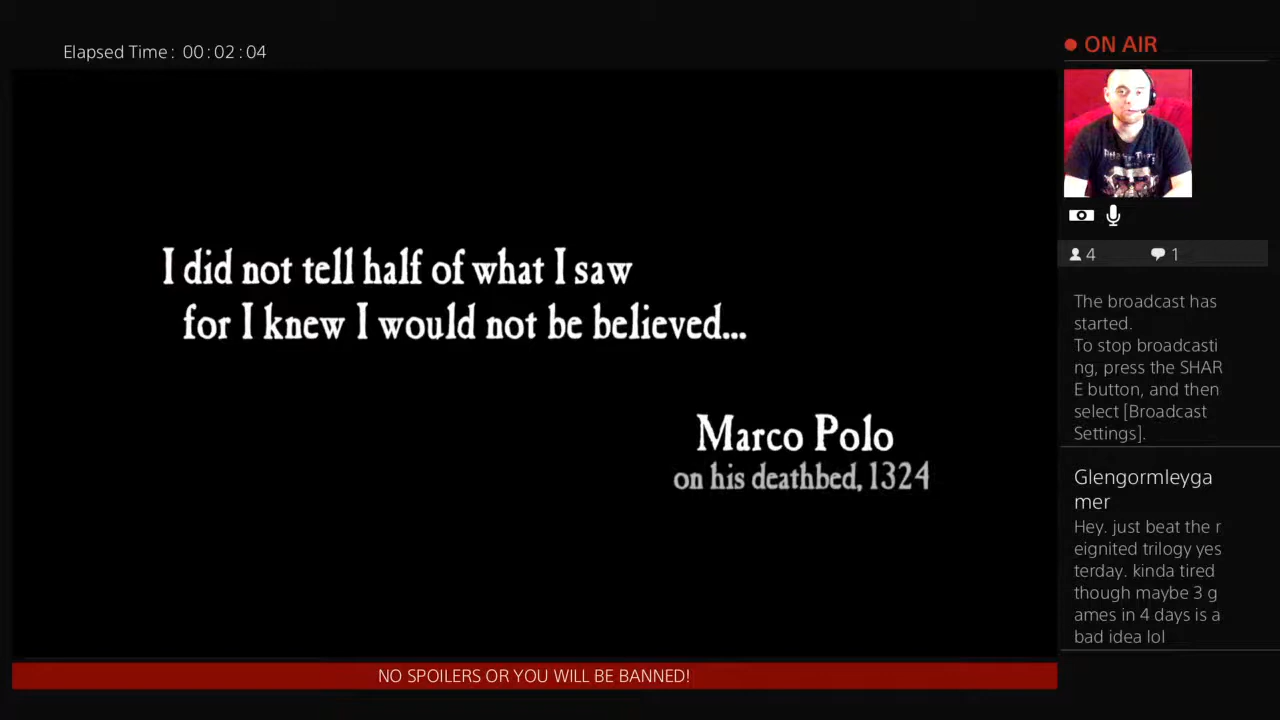 Elapsed Time: 00:02:04
ON AIR
4
1
I did not tell half of what I saw
for I knew I would not be believed...
Marco Polo
on his deathbed, 1324
The broadcast has
started.
To stop broadcasti
ng, press the SHAR
E button, and then
select [Broadcast
Settings].
Glengormleyga
mer
Hey. just beat the r
eignited trilogy yes
terday. kinda tired
though maybe 3 g
ames in 4 days is a
bad idea lol
NO SPOILERS OR YOU WILL BE BANNED!